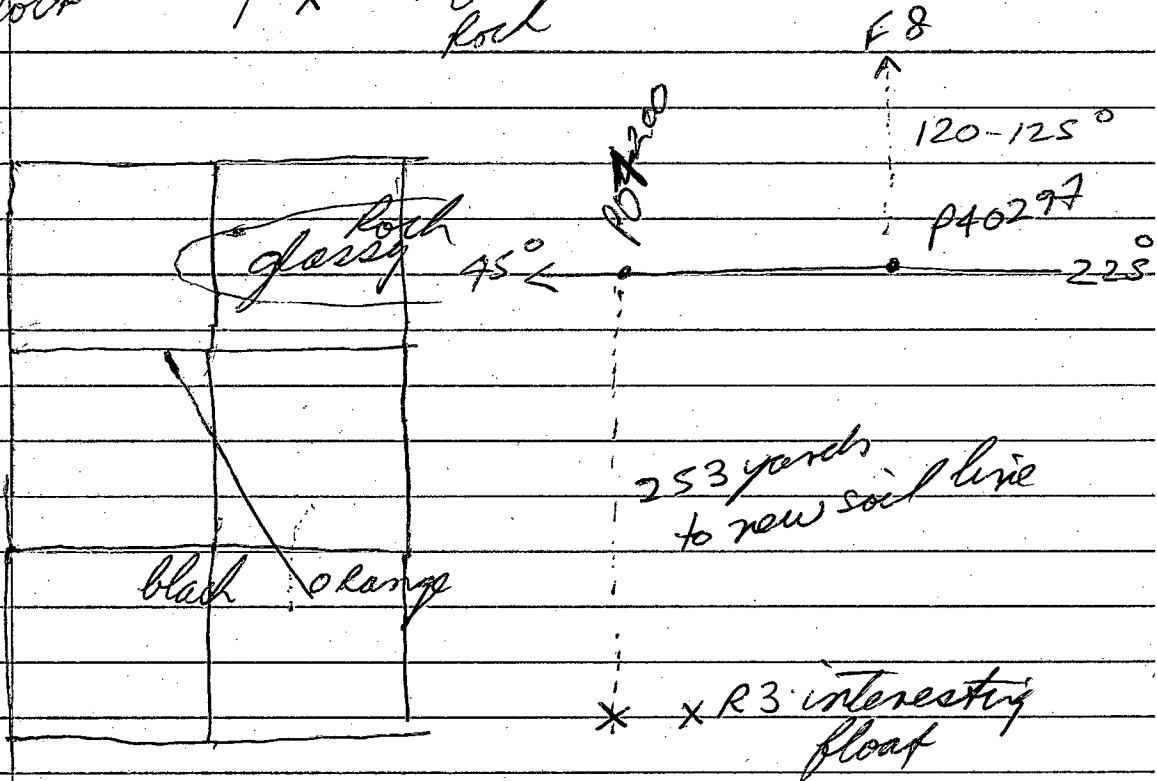 Rock
F 8
120-125°
P40297
Rock
glassy
45°
225°
253 yards
to new soil line
black
orange
R3 interesting
float